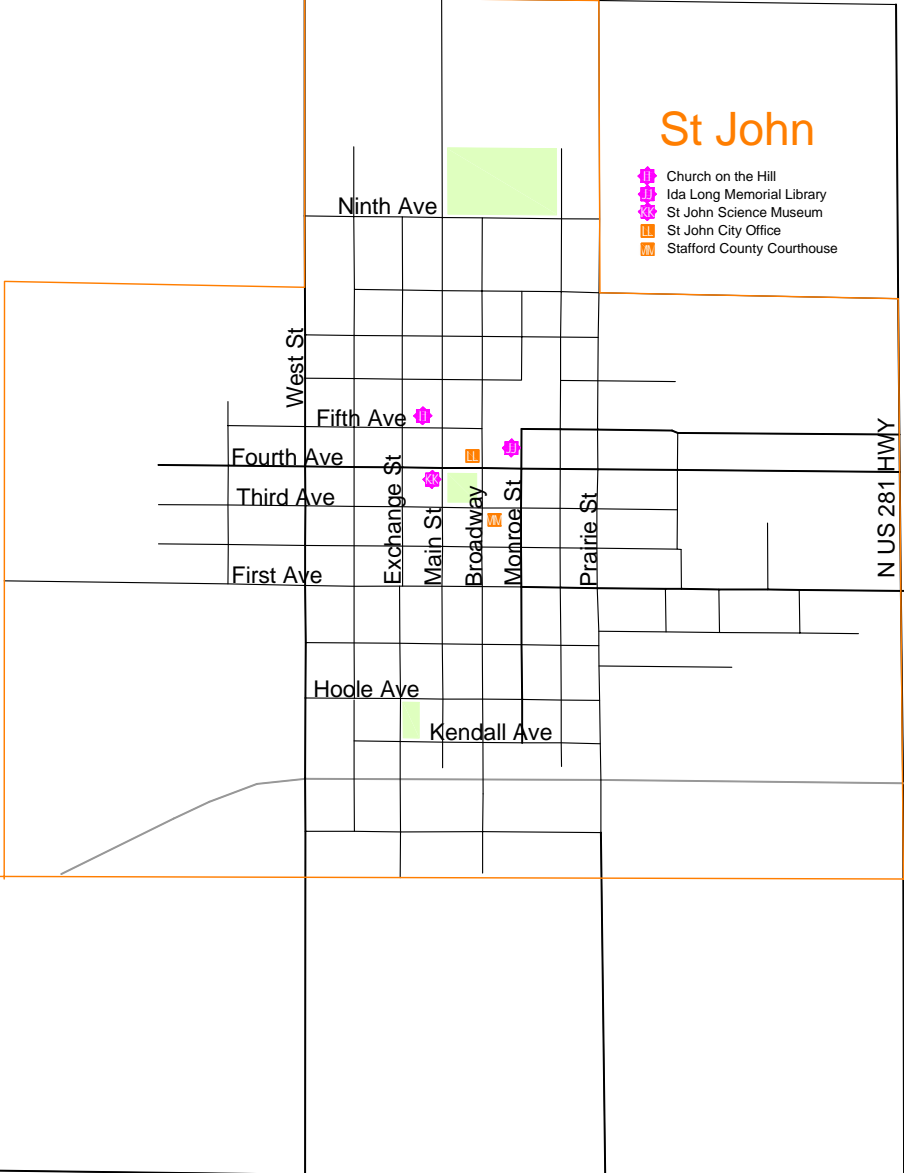 St John
II Church on the Hill
JJ Ida Long Memorial Library
KK St John Science Museum
LL St John City Office
MM Stafford County Courthouse
Ninth Ave
West St
Fifth Ave
II
Fourth Ave
LL
JJ
N US 281 HWY
Third Ave
KK
Exchange St
Main St
Broadway
MM
Monroe St
Prairie St
First Ave
Hoole Ave
Kendall Ave